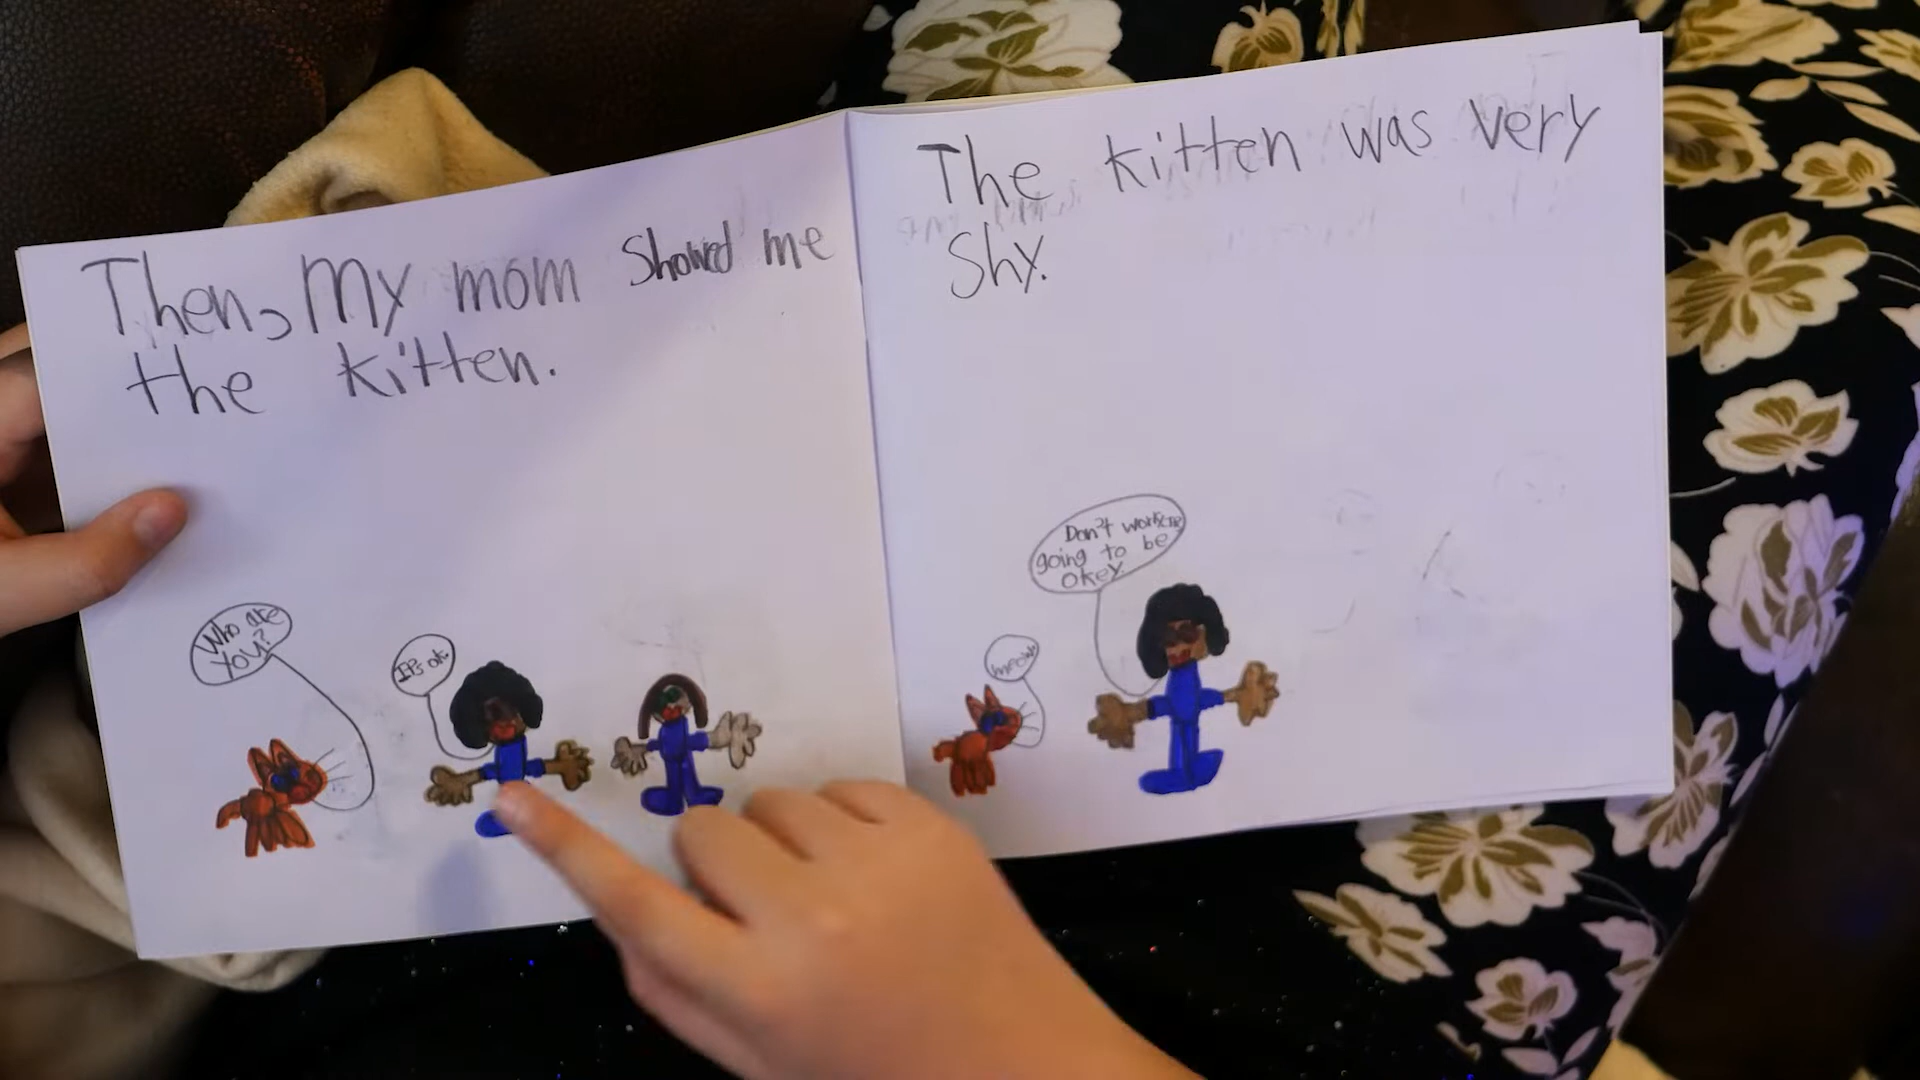 Then, My mom Showed me
the kitten.
Who are
you?
It's ok
The kitten was very
Shy.
Don't worry
going to be
okey.
meow